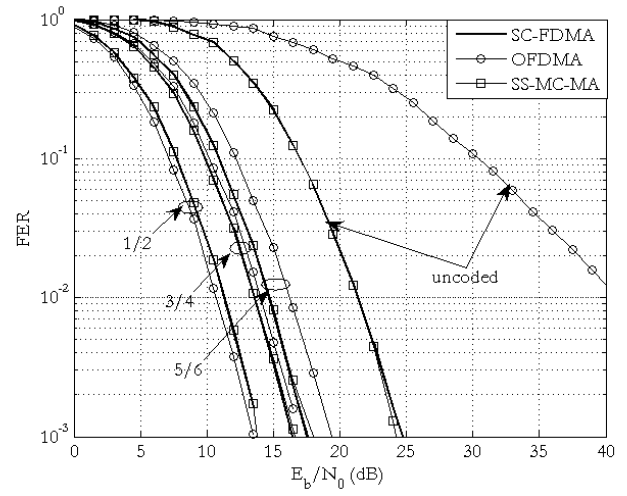 10^0
10^-1
10^-2
10^-3
FER
SC-FDMA
OFDMA
SS-MC-MA
1/2
3/4
5/6
uncoded
0 5 10 15 20 25 30 35 40
E_b/N_0 (dB)